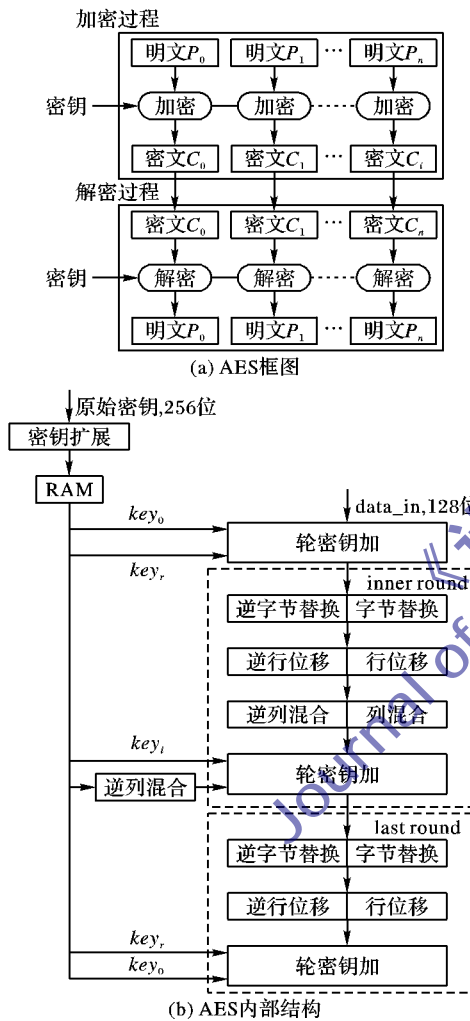 加密过程
明文P₀ 明文P₁ … 明文Pₙ
密钥 加密 加密 加密
密文C₀ 密文C₁ … 密文Cᵢ
解密过程
密文C₀ 密文C₁ … 密文Cₙ
密钥 解密 解密 解密
明文P₀ 明文P₁ … 明文Pₙ
(a) AES框图
原始密钥,256位
密钥扩展
RAM
data_in,128位
key₀
轮密钥加
keyᵣ
inner round
逆字节替换 字节替换
逆行位移 行位移
逆列混合 列混合
keyᵢ
轮密钥加
逆列混合
last round
逆字节替换 字节替换
逆行位移 行位移
keyᵣ
轮密钥加
key₀
(b) AES内部结构
Journal of